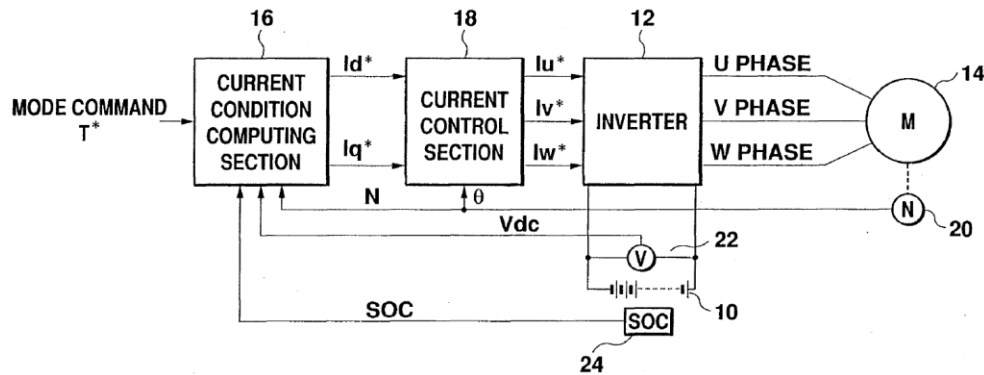 16
18
12
14
MODE COMMAND
T*
CURRENT
CONDITION
COMPUTING
SECTION
Id*
Iq*
CURRENT
CONTROL
SECTION
Iu*
Iv*
Iw*
INVERTER
U PHASE
V PHASE
W PHASE
M
N
θ
N
20
Vdc
V
22
10
SOC
SOC
24